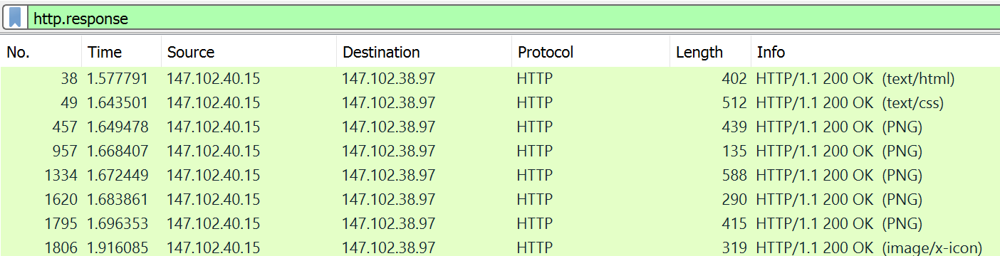 http.response
No. Time Source Destination Protocol Length Info
38 1.577791 147.102.40.15 147.102.38.97 HTTP 402 HTTP/1.1 200 OK (text/html)
49 1.643501 147.102.40.15 147.102.38.97 HTTP 512 HTTP/1.1 200 OK (text/css)
457 1.649478 147.102.40.15 147.102.38.97 HTTP 439 HTTP/1.1 200 OK (PNG)
957 1.668407 147.102.40.15 147.102.38.97 HTTP 135 HTTP/1.1 200 OK (PNG)
1334 1.672449 147.102.40.15 147.102.38.97 HTTP 588 HTTP/1.1 200 OK (PNG)
1620 1.683861 147.102.40.15 147.102.38.97 HTTP 290 HTTP/1.1 200 OK (PNG)
1795 1.696353 147.102.40.15 147.102.38.97 HTTP 415 HTTP/1.1 200 OK (PNG)
1806 1.916085 147.102.40.15 147.102.38.97 HTTP 319 HTTP/1.1 200 OK (image/x-icon)